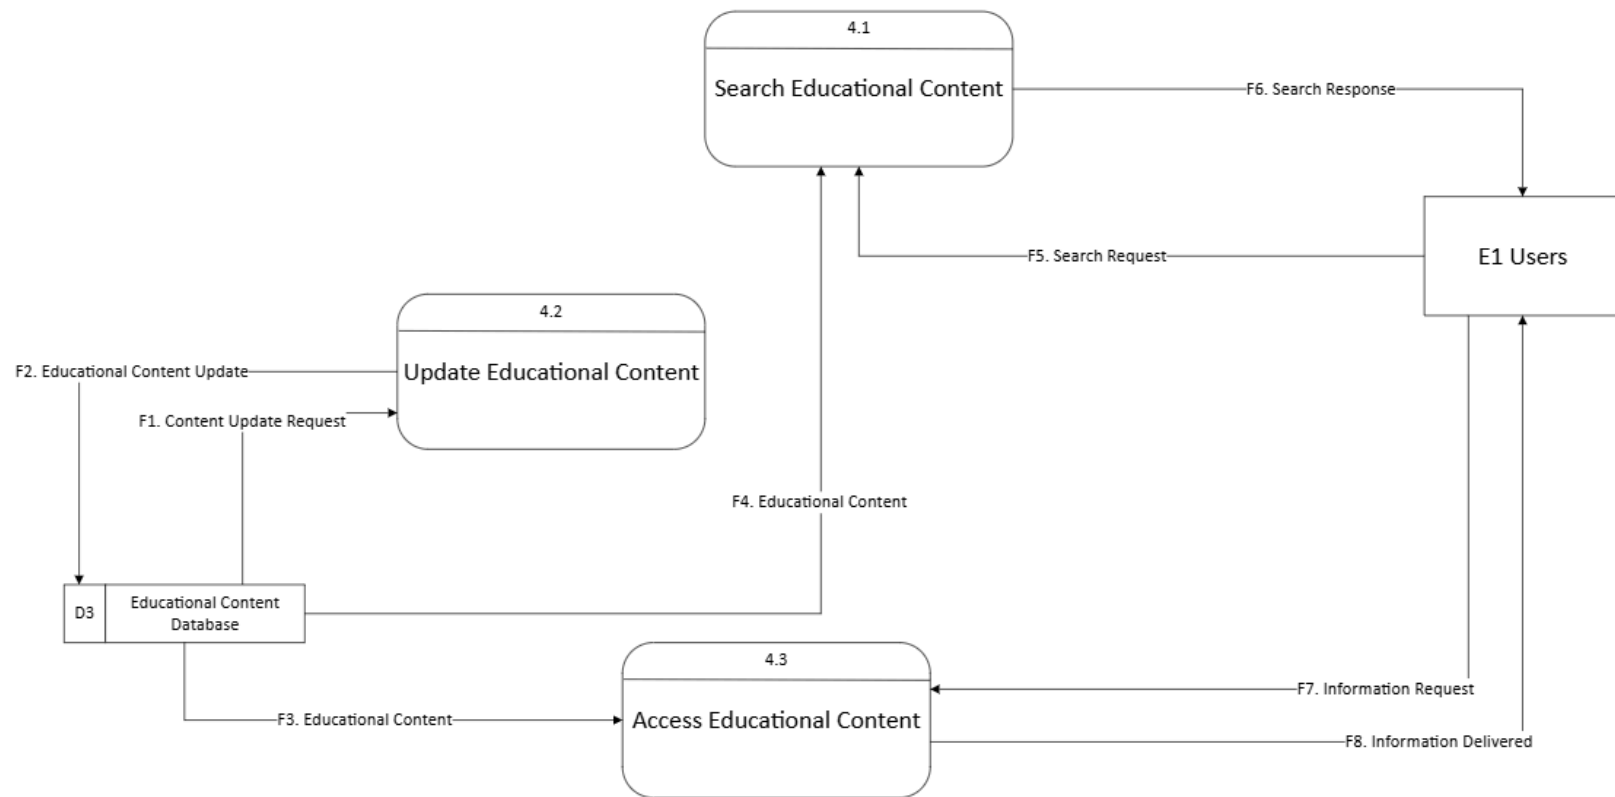 4.1
Search Educational Content
F6. Search Response
F5. Search Request
E1 Users
4.2
Update Educational Content
F2. Educational Content Update
F1. Content Update Request
F4. Educational Content
D3
Educational Content
Database
4.3
Access Educational Content
F3. Educational Content
F7. Information Request
F8. Information Delivered